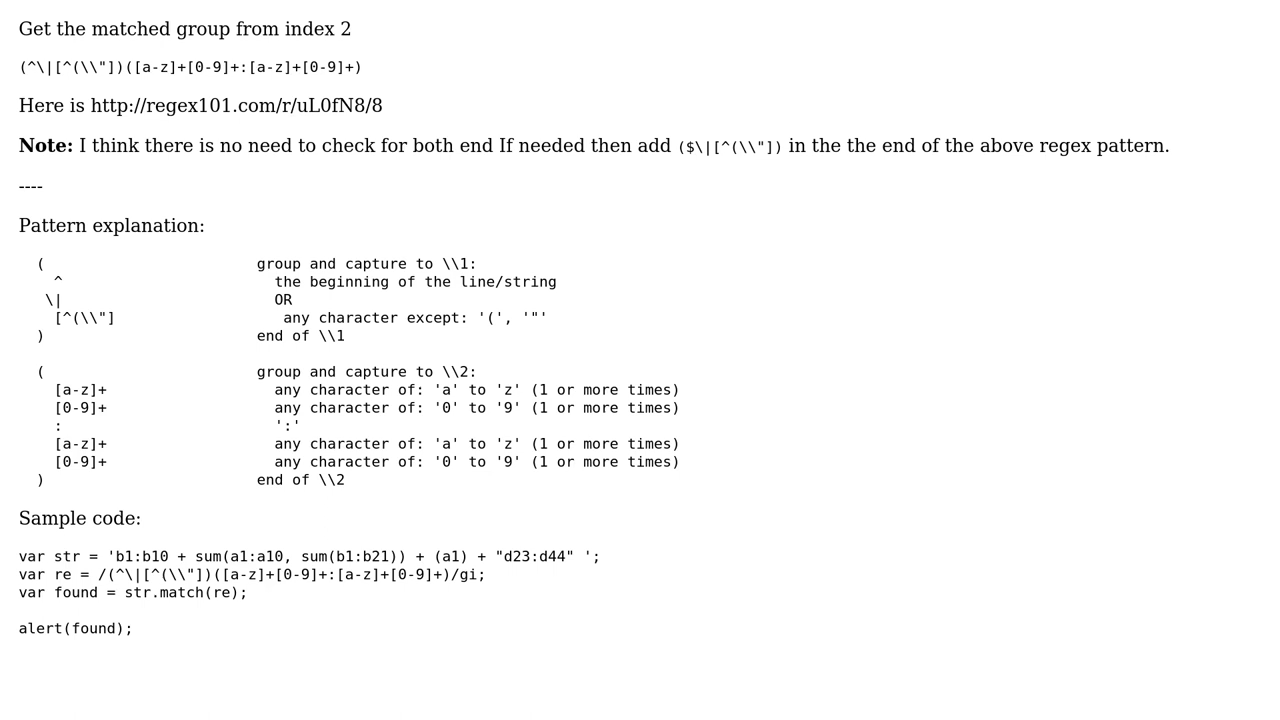 Get the matched group from index 2
(^\|[^(\\"])([a-z]+[0-9]+:[a-z]+[0-9]+)
Here is http://regex101.com/r/uL0fN8/8
Note: I think there is no need to check for both end If needed then add ($\|[^(\\"]) in the the end of the above regex pattern.
----
Pattern explanation:
  (                        group and capture to \\1:
    ^                        the beginning of the line/string
   \|                        OR
    [^(\\"]                   any character except: '(', '"'
  )                        end of \\1
  (                        group and capture to \\2:
    [a-z]+                   any character of: 'a' to 'z' (1 or more times)
    [0-9]+                   any character of: '0' to '9' (1 or more times)
    :                        ':'
    [a-z]+                   any character of: 'a' to 'z' (1 or more times)
    [0-9]+                   any character of: '0' to '9' (1 or more times)
  )                        end of \\2
Sample code:
var str = 'b1:b10 + sum(a1:a10, sum(b1:b21)) + (a1) + "d23:d44" ';
var re = /(^\|[^(\\"])([a-z]+[0-9]+:[a-z]+[0-9]+)/gi;
var found = str.match(re);
alert(found);